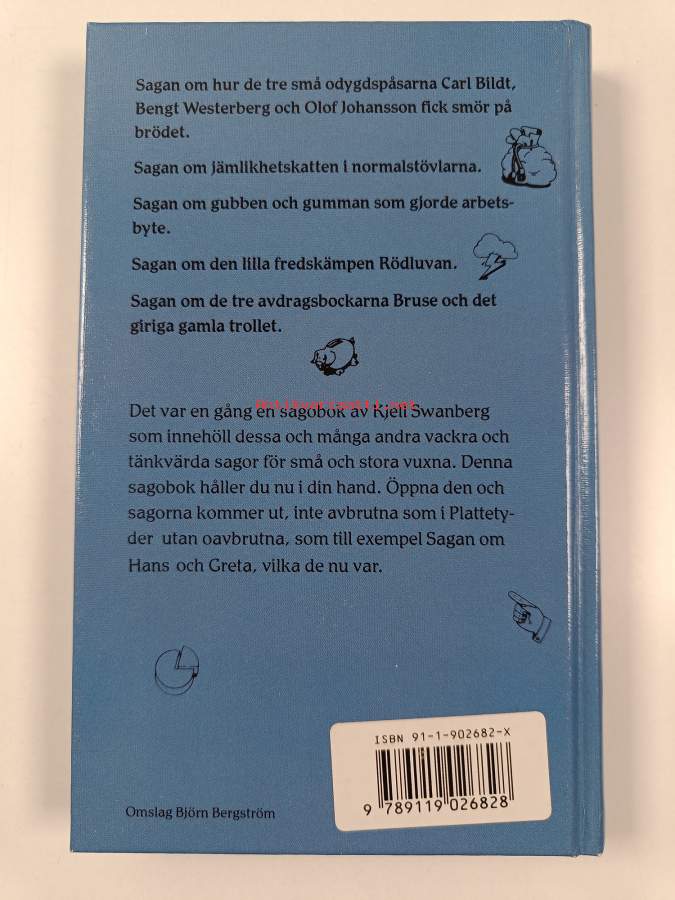 Sagan om hur de tre små odygdspåsarna Carl Bildt,
Bengt Westerberg och Olof Johansson fick smör på
brödet.
Sagan om jämlikhetskatten i normalstövlarna.
Sagan om gubben och gumman som gjorde arbets-
byte.
Sagan om den lilla fredskämpen Rödluvan.
Sagan om de tre avdragsbockarna Bruse och det
giriga gamla trollet.
Det var en gång en sagobok av Kjell Swanberg
som innehöll dessa och många andra vackra och
tänkvärda sagor för små och stora vuxna. Denna
sagobok håller du nu i din hand. Öppna den och
sagorna kommer ut, inte avbrutna som i Plattety-
der utan oavbrutna, som till exempel Sagan om
Hans och Greta, vilka de nu var.
ISBN 91-1-902682-X
9 789119 026828
Omslag Björn Bergström